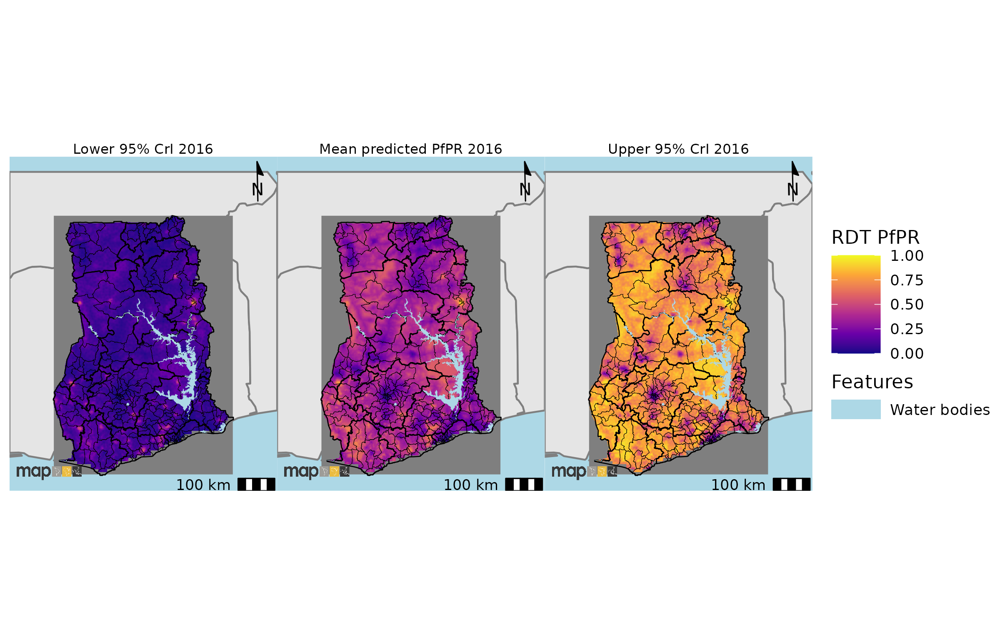 Lower 95% CrI 2016
Mean predicted PfPR 2016
Upper 95% CrI 2016
N
N
N
RDT PfPR
1.00
0.75
0.50
0.25
0.00
Features
Water bodies
map
map
map
100 km
100 km
100 km